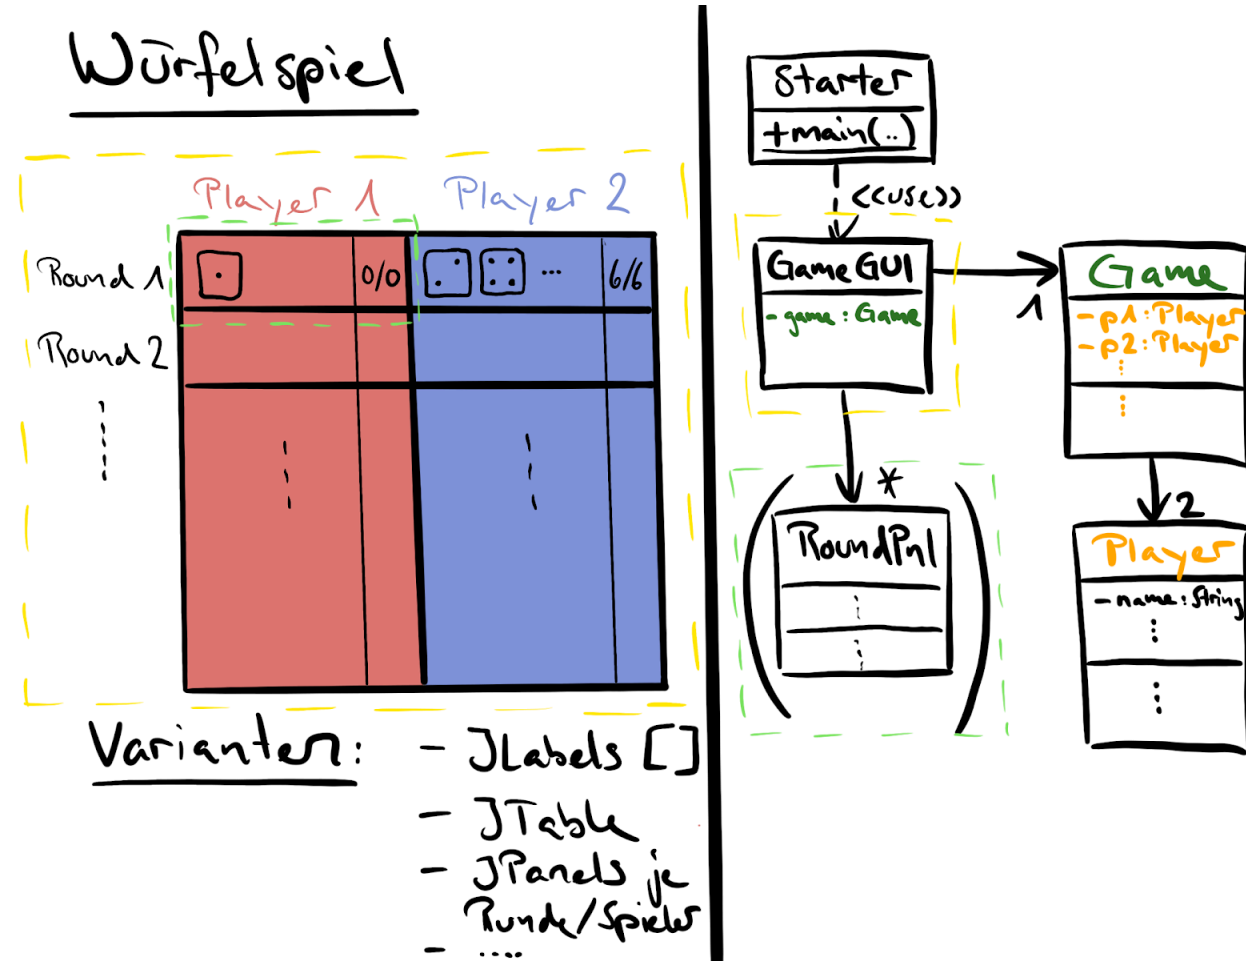 Würfelspiel
Player 1 Player 2
Round 1 0/0 ... 6/6
Round 2
Varianten: - JLabels []
- JTable
- JPanels je
Runde/Spieler
- ....
Starter
+main(..)
<<use>>
GameGUI
- game : Game
1
Game
- p1 : Player
- p2 : Player
*
RoundPnl
2
Player
- name : String